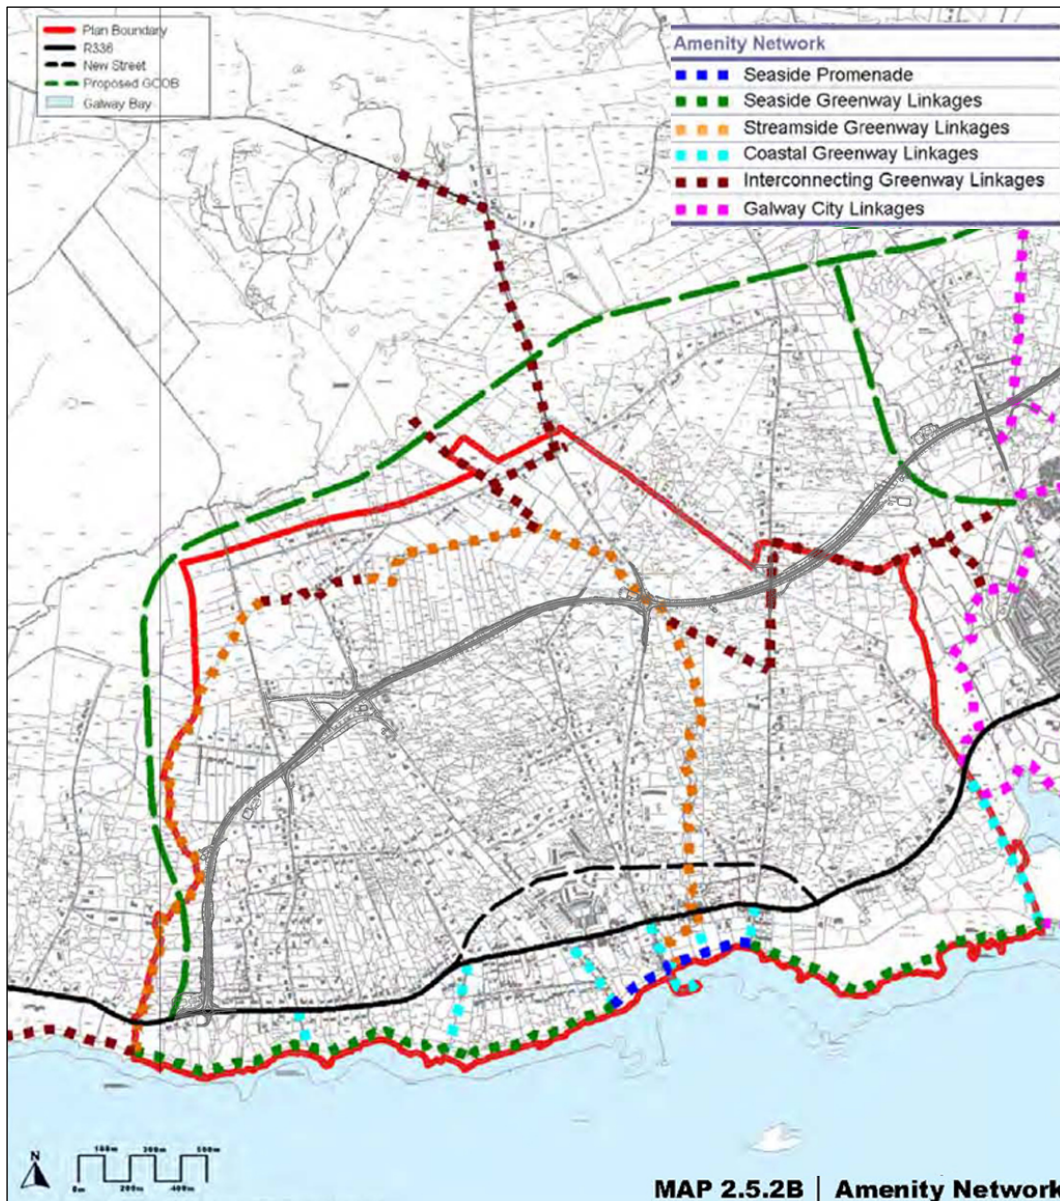 Plan Boundary
R336
New Street
Proposed GCOB
Galway Bay
Amenity Network
Seaside Promenade
Seaside Greenway Linkages
Streamside Greenway Linkages
Coastal Greenway Linkages
Interconnecting Greenway Linkages
Galway City Linkages
N
100m 300m 500m
0m 200m 400m
MAP 2.5.2B | Amenity Network